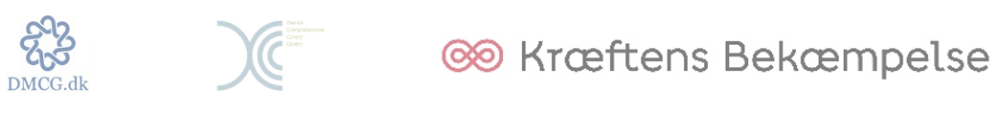 DMCG.dk
Danish
Comprehensive
Cancer
Center
Kræftens Bekæmpelse